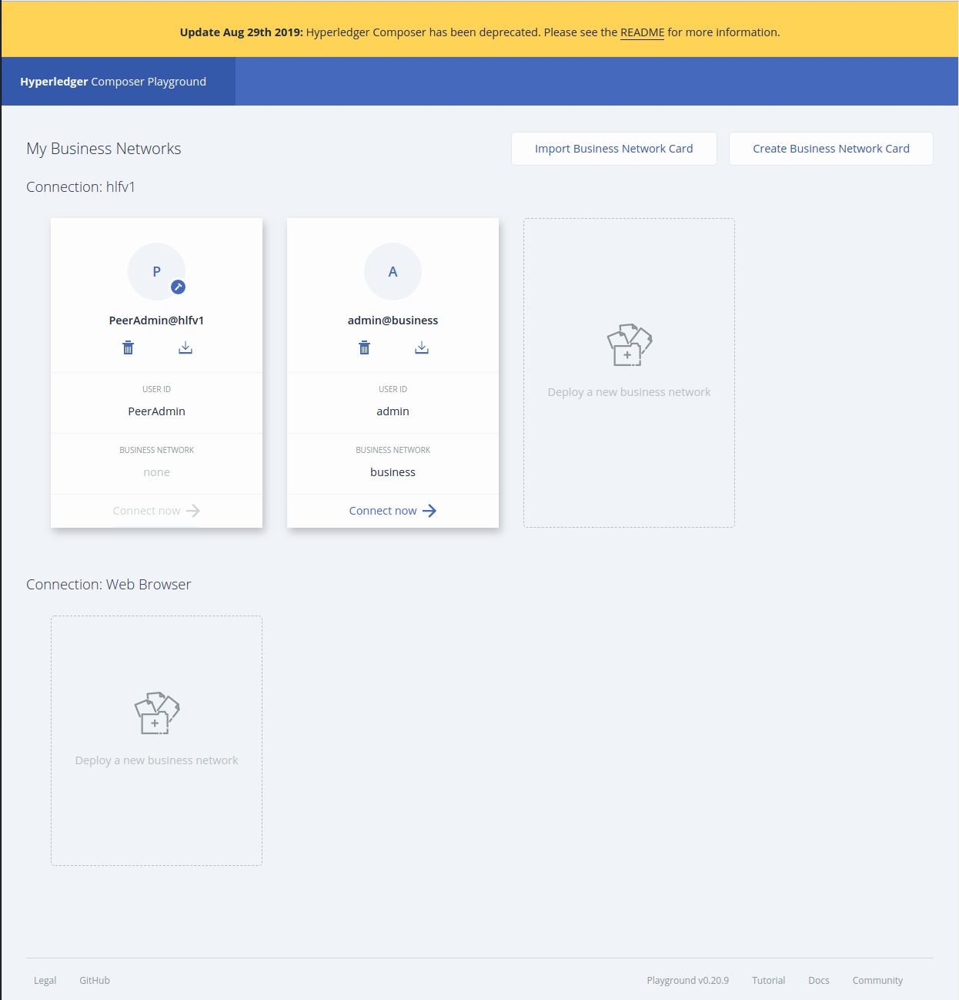 Update Aug 29th 2019: Hyperledger Composer has been deprecated. Please see the README for more information.
Hyperledger Composer Playground
My Business Networks
Import Business Network Card
Create Business Network Card
Connection: hlfv1
P
PeerAdmin@hlfv1
USER ID
PeerAdmin
BUSINESS NETWORK
none
Connect now
A
admin@business
USER ID
admin
BUSINESS NETWORK
business
Connect now
Deploy a new business network
Connection: Web Browser
Deploy a new business network
Legal
GitHub
Playground v0.20.9
Tutorial
Docs
Community